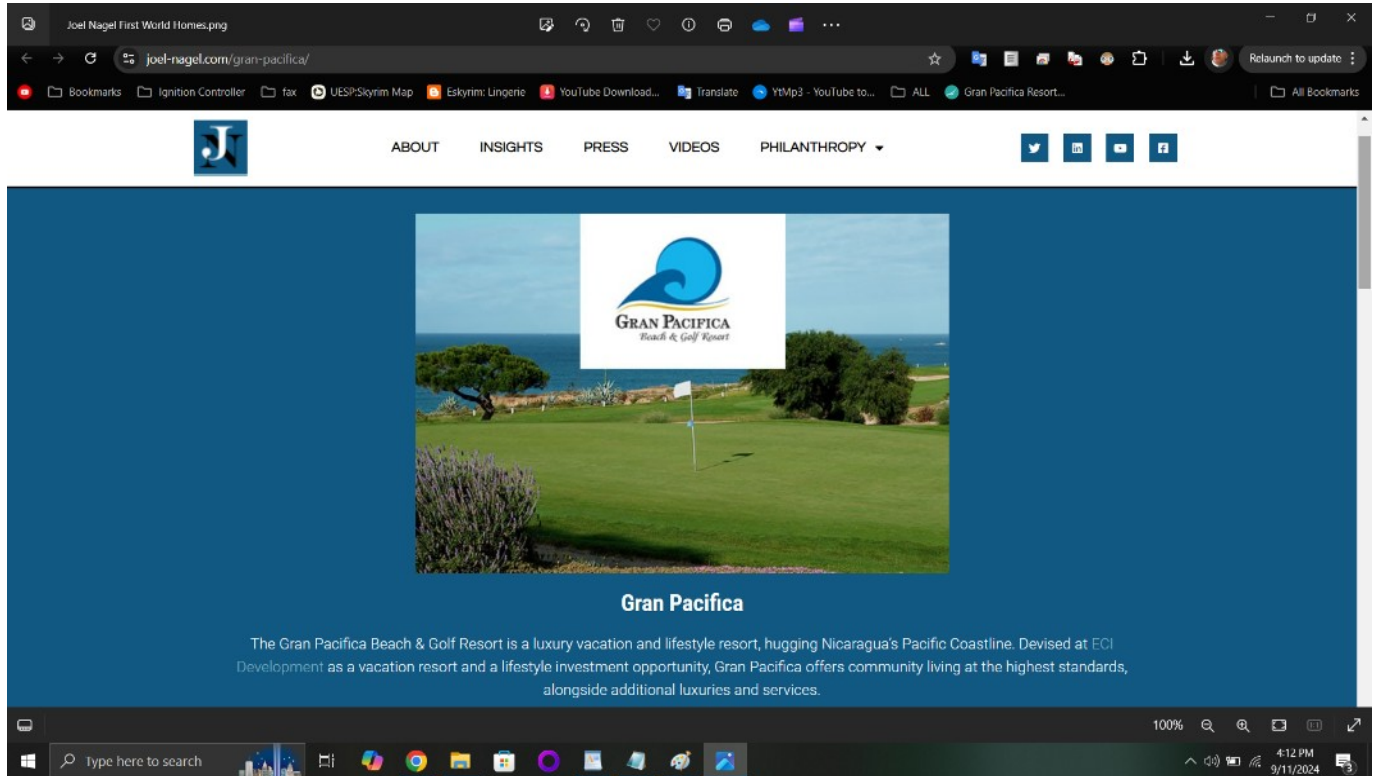 Joel Nagel First World Homes.png
joel-nagel.com/gran-pacifica/
Relaunch to update
Bookmarks Ignition Controller fax UESP:Skyrim Map Eskyrim: Lingerie YouTube Download... Translate YtMp3 - YouTube to... ALL Gran Pacifica Resort... All Bookmarks
JN ABOUT INSIGHTS PRESS VIDEOS PHILANTHROPY
GRAN PACIFICA
Beach & Golf Resort
Gran Pacifica
The Gran Pacifica Beach & Golf Resort is a luxury vacation and lifestyle resort, hugging Nicaragua's Pacific Coastline. Devised at ECI
Development as a vacation resort and a lifestyle investment opportunity, Gran Pacifica offers community living at the highest standards,
alongside additional luxuries and services.
100%
Type here to search
4:12 PM
9/11/2024
3